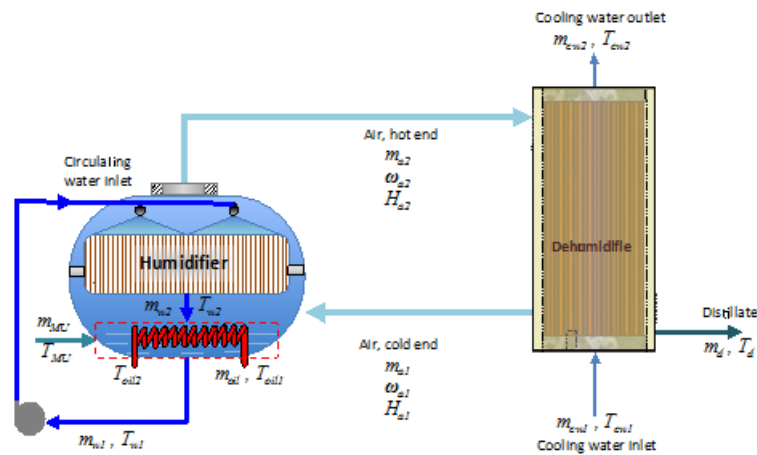 Cooling water outlet
m_cw2 , T_cw2
Air, hot end
m_a2
ω_a2
H_a2
Circulaling
water inlet
Humidifier
Dehumidifie
m_w2 T_w2
m_MU
T_MU
T_oil2
m_oil , T_oil1
Air, cold end
m_a1
ω_a1
H_a1
Distillate
m_d , T_d
m_w1 , T_w1
m_cw1 , T_cw1
Cooling water inlet